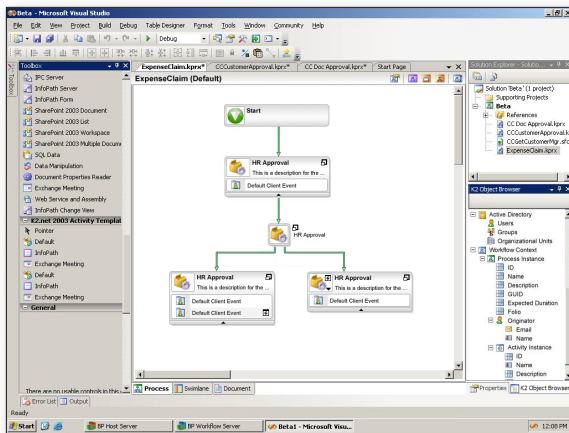 Beta - Microsoft Visual Studio
File Edit View Project Build Debug Table Designer Format Tools Window Community Help
Debug
Toolbox
ExpenseClaim.kprx* CCCustomerApproval.kprx* CC Doc Approval.kprx* Start Page
Solution Explorer - Solutio...
Toolbox
IPC Server
InfoPath Server
InfoPath Form
SharePoint 2003 Document
SharePoint 2003 List
SharePoint 2003 Workspace
SharePoint 2003 Multiple Docume
SQL Data
Data Manipulation
Document Properties Reader
Exchange Meeting
Web Service and Assembly
InfoPath Change View
K2.net 2003 Activity Templat
Pointer
Default
InfoPath
Exchange Meeting
Default
InfoPath
Exchange Meeting
General
There are no usable controls in this
ExpenseClaim (Default)
Start
HR Approval
This is a description for the ...
Default Client Event
HR Approval
HR Approval
This is a description for the ...
Default Client Event
Default Client Event
HR Approval
This is a description for the ...
Default Client Event
Process Swimlane Document
Solution 'Beta' (1 project)
Supporting Projects
Beta
References
CC Doc Approval.kprx
CCCustomerApproval.k
CCGetCustomerMgr.sfc
ExpenseClaim.kprx
K2 Object Browser
Active Directory
Users
Groups
Organizational Units
Workflow Context
Process Instance
ID
Name
Description
GUID
Expected Duration
Folio
Originator
Email
Name
Activity Instance
ID
Name
Description
Properties K2 Object Browser
Error List Output
Ready
Start BP Host Server BP Workflow Server Beta1 - Microsoft Visu... 12:08 PM